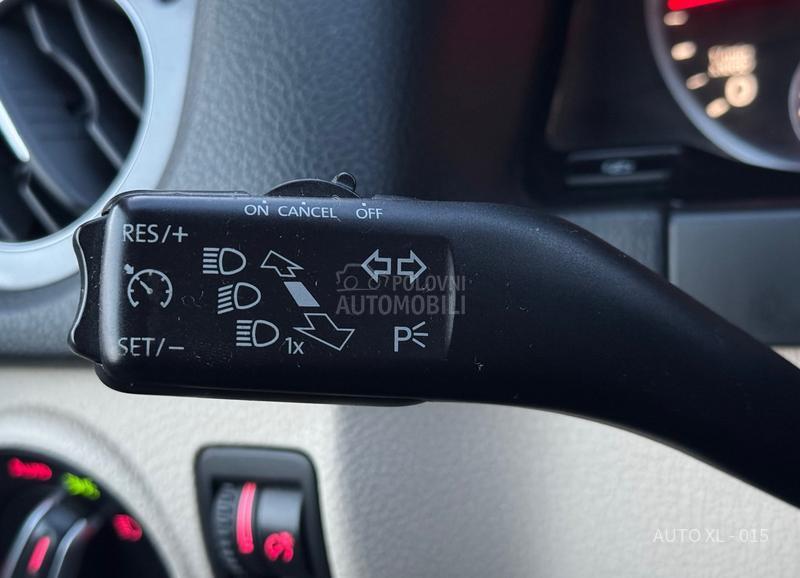 ON CANCEL OFF
RES/+
POLOVNI
AUTOMOBILI
SET/–
1x
P
AUTO XL - 015